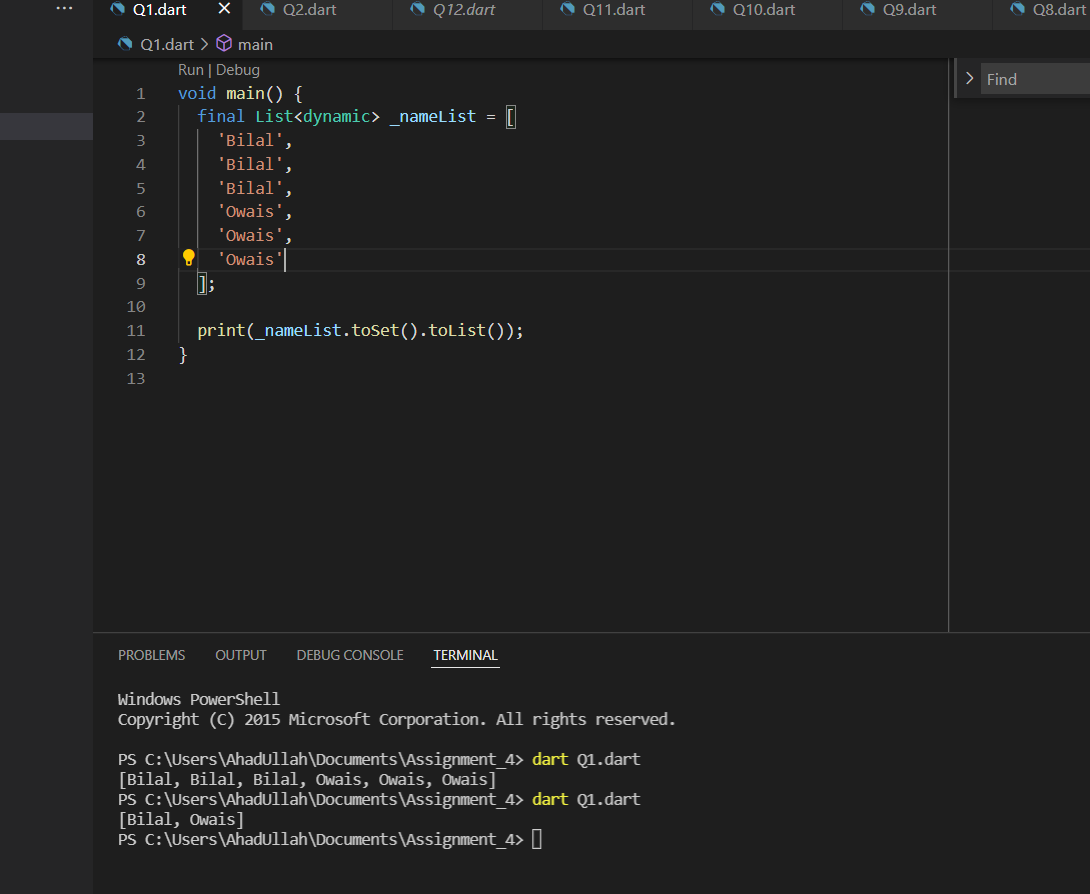 ···
Q1.dart × Q2.dart Q12.dart Q11.dart Q10.dart Q9.dart Q8.dart
Q1.dart > main
Run | Debug
> Find
1 void main() {
2 final List<dynamic> _nameList = [
3 'Bilal',
4 'Bilal',
5 'Bilal',
6 'Owais',
7 'Owais',
8 'Owais'
9 ];
10
11 print(_nameList.toSet().toList());
12 }
13
PROBLEMS OUTPUT DEBUG CONSOLE TERMINAL
Windows PowerShell
Copyright (C) 2015 Microsoft Corporation. All rights reserved.
PS C:\Users\AhadUllah\Documents\Assignment_4> dart Q1.dart
[Bilal, Bilal, Bilal, Owais, Owais, Owais]
PS C:\Users\AhadUllah\Documents\Assignment_4> dart Q1.dart
[Bilal, Owais]
PS C:\Users\AhadUllah\Documents\Assignment_4>